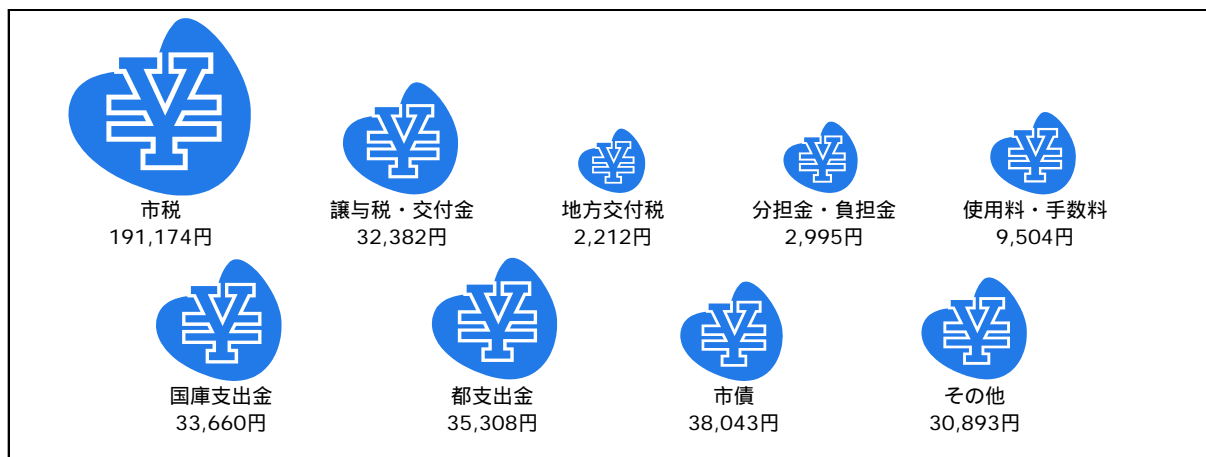 市税
191,174円
譲与税・交付金
32,382円
地方交付税
2,212円
分担金・負担金
2,995円
使用料・手数料
9,504円
国庫支出金
33,660円
都支出金
35,308円
市債
38,043円
その他
30,893円